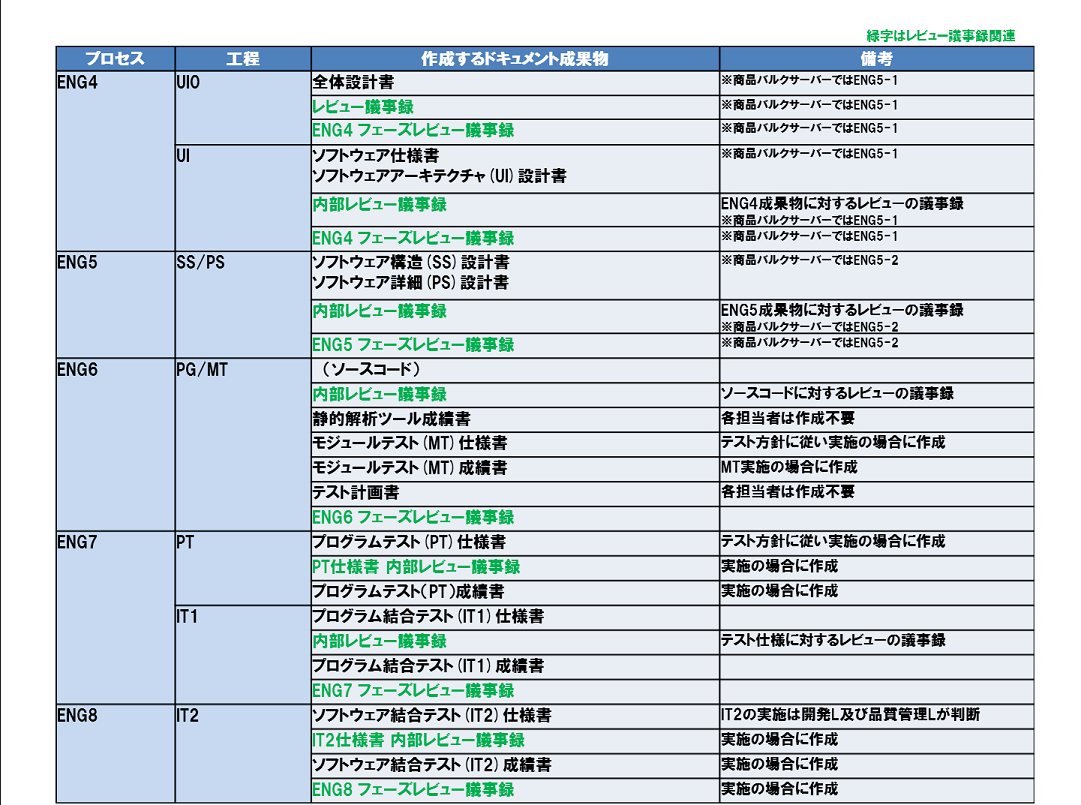 緑字はレビュー議事録関連
プロセス 工程 作成するドキュメント成果物 備考
ENG4 UI0 全体設計書 ※商品バルクサーバーではENG5-1
レビュー議事録 ※商品バルクサーバーではENG5-1
ENG4 フェーズレビュー議事録 ※商品バルクサーバーではENG5-1
UI ソフトウェア仕様書 ※商品バルクサーバーではENG5-1
ソフトウェアアーキテクチャ(UI)設計書
内部レビュー議事録 ENG4成果物に対するレビューの議事録
※商品バルクサーバーではENG5-1
ENG4 フェーズレビュー議事録 ※商品バルクサーバーではENG5-1
ENG5 SS/PS ソフトウェア構造(SS)設計書 ※商品バルクサーバーではENG5-2
ソフトウェア詳細(PS)設計書
内部レビュー議事録 ENG5成果物に対するレビューの議事録
※商品バルクサーバーではENG5-2
ENG5 フェーズレビュー議事録 ※商品バルクサーバーではENG5-2
ENG6 PG/MT (ソースコード)
内部レビュー議事録 ソースコードに対するレビューの議事録
静的解析ツール成績書 各担当者は作成不要
モジュールテスト(MT)仕様書 テスト方針に従い実施の場合に作成
モジュールテスト(MT)成績書 MT実施の場合に作成
テスト計画書 各担当者は作成不要
ENG6 フェーズレビュー議事録
ENG7 PT プログラムテスト(PT)仕様書 テスト方針に従い実施の場合に作成
PT仕様書 内部レビュー議事録 実施の場合に作成
プログラムテスト(PT)成績書 実施の場合に作成
IT1 プログラム結合テスト(IT1)仕様書
内部レビュー議事録 テスト仕様に対するレビューの議事録
プログラム結合テスト(IT1)成績書
ENG7 フェーズレビュー議事録
ENG8 IT2 ソフトウェア結合テスト(IT2)仕様書 IT2の実施は開発L及び品質管理Lが判断
IT2仕様書 内部レビュー議事録 実施の場合に作成
ソフトウェア結合テスト(IT2)成績書 実施の場合に作成
ENG8 フェーズレビュー議事録 実施の場合に作成